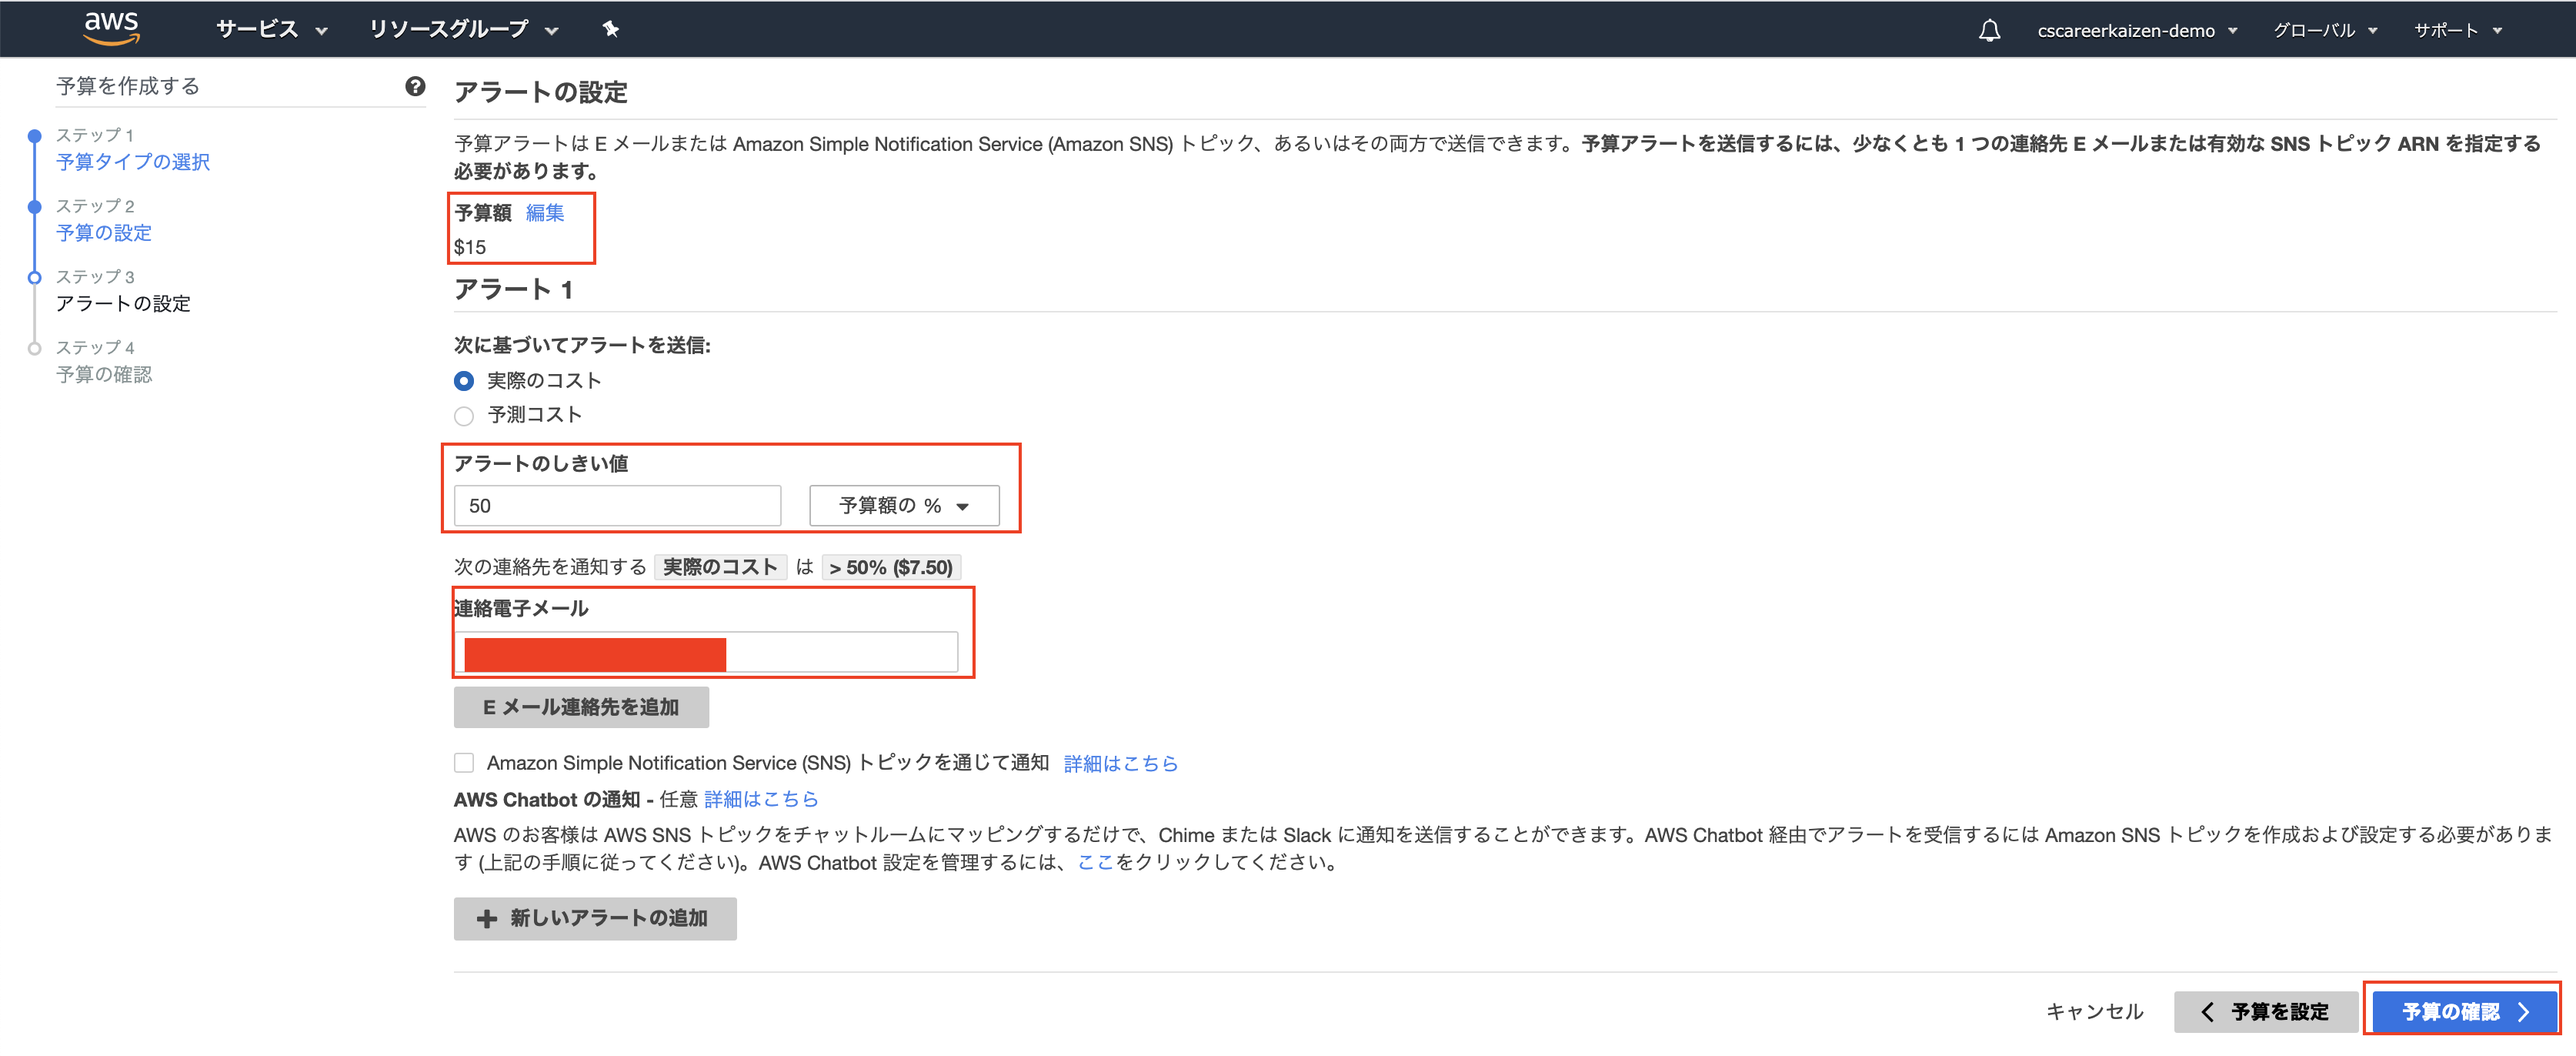 aws サービス リソースグループ cscareerkaizen-demo グローバル サポート
予算を作成する
ステップ 1
予算タイプの選択
ステップ 2
予算の設定
ステップ 3
アラートの設定
ステップ 4
予算の確認
アラートの設定
予算アラートは E メールまたは Amazon Simple Notification Service (Amazon SNS) トピック、あるいはその両方で送信できます。予算アラートを送信するには、少なくとも 1 つの連絡先 E メールまたは有効な SNS トピック ARN を指定する
必要があります。
予算額 編集
$15
アラート 1
次に基づいてアラートを送信:
実際のコスト
予測コスト
アラートのしきい値
50 予算額の %
次の連絡先を通知する 実際のコスト は > 50% ($7.50)
連絡電子メール
E メール連絡先を追加
Amazon Simple Notification Service (SNS) トピックを通じて通知 詳細はこちら
AWS Chatbot の通知 - 任意 詳細はこちら
AWS のお客様は AWS SNS トピックをチャットルームにマッピングするだけで、Chime または Slack に通知を送信することができます。AWS Chatbot 経由でアラートを受信するには Amazon SNS トピックを作成および設定する必要がありま
す (上記の手順に従ってください)。AWS Chatbot 設定を管理するには、ここをクリックしてください。
新しいアラートの追加
キャンセル 予算を設定 予算の確認